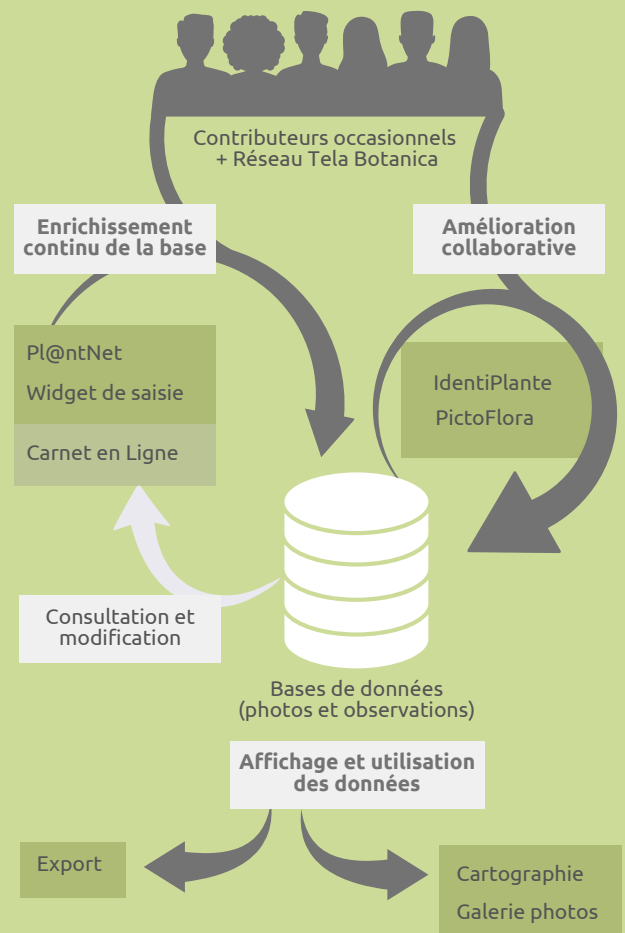 Contributeurs occasionnels
+ Réseau Tela Botanica
Enrichissement
continu de la base
Amélioration
collaborative
Pl@ntNet
Widget de saisie
Carnet en Ligne
IdentiPlante
PictoFlora
Consultation et
modification
Bases de données
(photos et observations)
Affichage et utilisation
des données
Export
Cartographie
Galerie photos